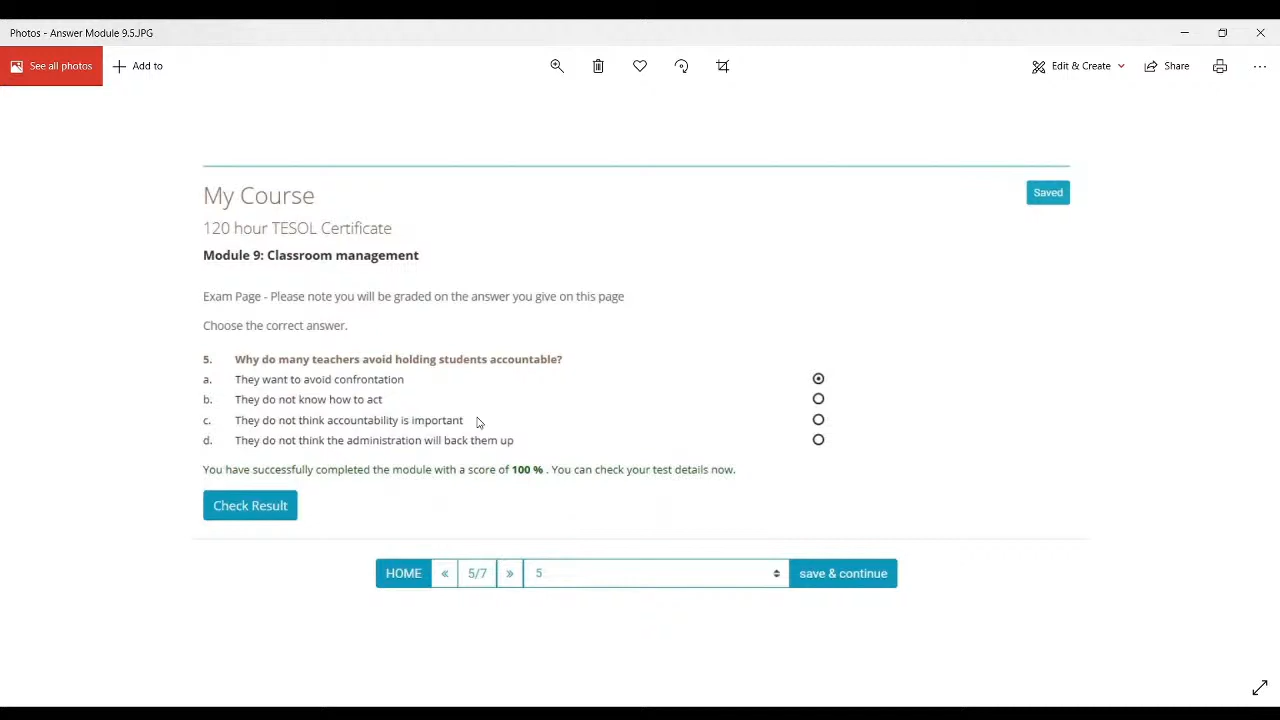 Photos - Answer Module 9.5.JPG
See all photos
Add to
Edit & Create
Share
My Course
Saved
120 hour TESOL Certificate
Module 9: Classroom management
Exam Page - Please note you will be graded on the answer you give on this page
Choose the correct answer.
5. Why do many teachers avoid holding students accountable?
a. They want to avoid confrontation
b. They do not know how to act
c. They do not think accountability is important
d. They do not think the administration will back them up
You have successfully completed the module with a score of 100 % . You can check your test details now.
Check Result
HOME « 5/7 » 5 save & continue